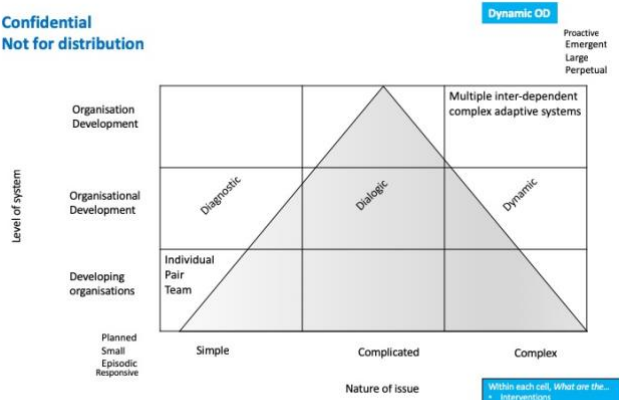 Confidential
Not for distribution
Dynamic OD
Proactive
Emergent
Large
Perpetual
Organisation
Development
Multiple inter-dependent
complex adaptive systems
Level of system
Organisational
Development
Diagnostic
Dialogic
Dynamic
Developing
organisations
Individual
Pair
Team
Planned
Small
Episodic
Responsive
Simple
Complicated
Complex
Nature of issue
Within each cell, What are the...
• Interventions